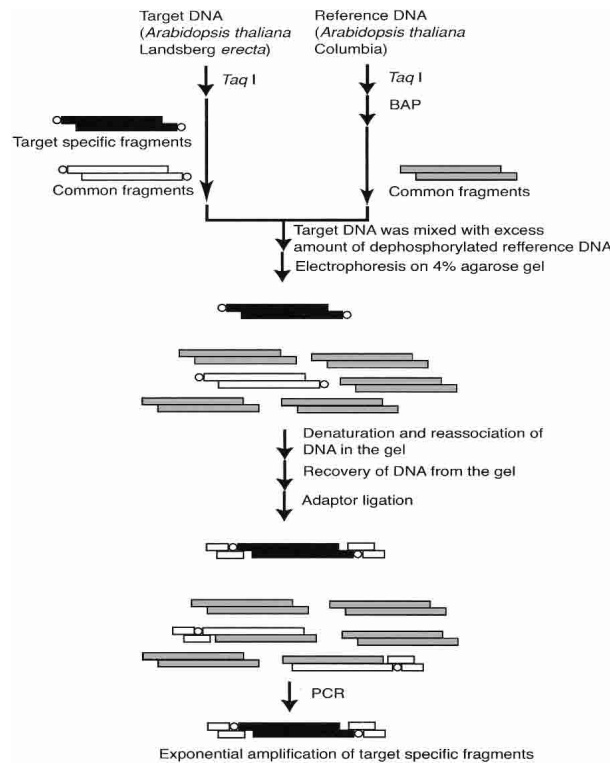 Target DNA
(Arabidopsis thaliana
Landsberg erecta)
Reference DNA
(Arabidopsis thaliana
Columbia)
Taq I
Taq I
BAP
Target specific fragments
Common fragments
Common fragments
Target DNA was mixed with excess
amount of dephosphorylated refference DNA
Electrophoresis on 4% agarose gel
Denaturation and reassociation of
DNA in the gel
Recovery of DNA from the gel
Adaptor ligation
PCR
Exponential amplification of target specific fragments